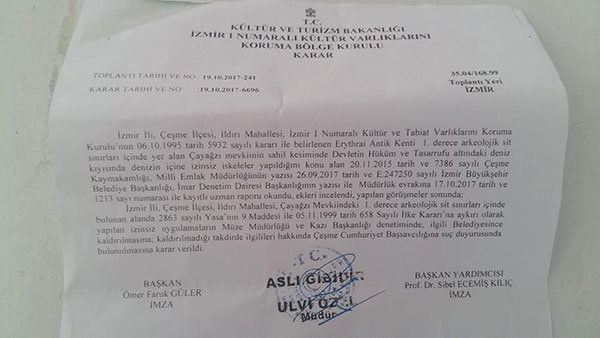 T.C.
KÜLTÜR VE TURİZM BAKANLIĞI
İZMİR I NUMARALI KÜLTÜR VARLIKLARINI
KORUMA BÖLGE KURULU
KARAR
TOPLANTI TARİHİ VE NO : 19.10.2017-241 35.04/168.99
KARAR TARİHİ VE NO : 19.10.2017-6696 Toplantı Yeri
İZMİR
İzmir İli, Çeşme İlçesi, Ildırı Mahallesi, İzmir I Numaralı Kültür ve Tabiat Varlıklarını Koruma
Kurulu'nun 06.10.1995 tarih 5932 sayılı kararı ile belirlenen Erythrai Antik Kenti 1. derece arkeolojik sit
sınırları içinde yer alan Çayağzı mevkiinin sahil kesiminde Devletin Hüküm ve Tasarrufu altındaki deniz
kıyısında denizin içine izinsiz iskeleler yapıldığını konu alan 20.11.2015 tarih ve 7386 sayılı Çeşme
Kaymakamlığı, Milli Emlak Müdürlüğünün yazısı 26.09.2017 tarih ve E.247250 sayılı İzmir Büyükşehir
Belediye Başkanlığı, İmar Denetim Dairesi Başkanlığının yazısı ile Müdürlük evrakına 17.10.2017 tarih ve
1213 sayı numarası ile kayıtlı uzman raporu okundu, ekleri incelendi, yapılan görüşmeler sonunda;
İzmir İli, Çeşme İlçesi, Ildırı Mahallesi, Çayağzı Mevkiindeki 1. derece arkeolojik sit sınırları içinde
bulunan alanda 2863 sayılı Yasa'nın 9.Maddesi ile 05.11.1999 tarih 658 Sayılı İlke Kararı'na aykırı olarak
yapılan izinsiz uygulamaların Müze Müdürlüğü ve Kazı Başkanlığı denetiminde, ilgili Belediyesince
kaldırılmasına; kaldırılmadığı takdirde ilgilileri hakkında Çeşme Cumhuriyet Başsavcılığına suç duyurusunda
bulunulmasına karar verildi.
T.C.
BAŞKAN ASLI GİBİDİR BAŞKAN YARDIMCISI
Ömer Faruk GÜLER Prof. Dr. Sibel ECEMİŞ KILIÇ
İMZA ULVİ İMZA
Müdür